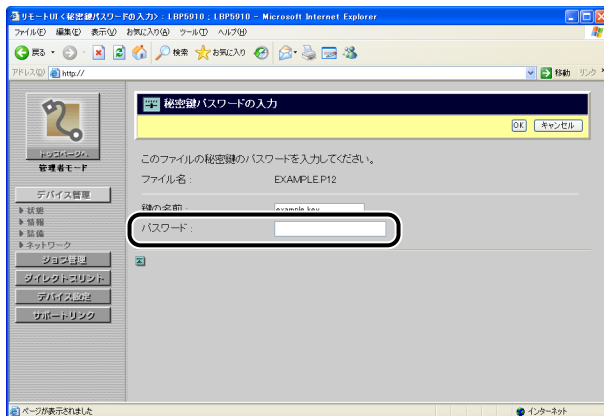 リモートUI <秘密鍵パスワードの入力> : LBP5910 ; LBP5910 - Microsoft Internet Explorer
ファイル(F) 編集(E) 表示(V) お気に入り(A) ツール(T) ヘルプ(H)
戻る 検索 お気に入り
アドレス(D) http:// 移動 リンク
秘密鍵パスワードの入力
OK キャンセル
トップページへ
管理者モード
デバイス管理
状態
情報
装備
ネットワーク
ジョブ管理
ダイレクトプリント
デバイス設定
サポートリンク
このファイルの秘密鍵のパスワードを入力してください。
ファイル名 : EXAMPLE.P12
鍵の名前 : example key
パスワード :
ページが表示されました インターネット